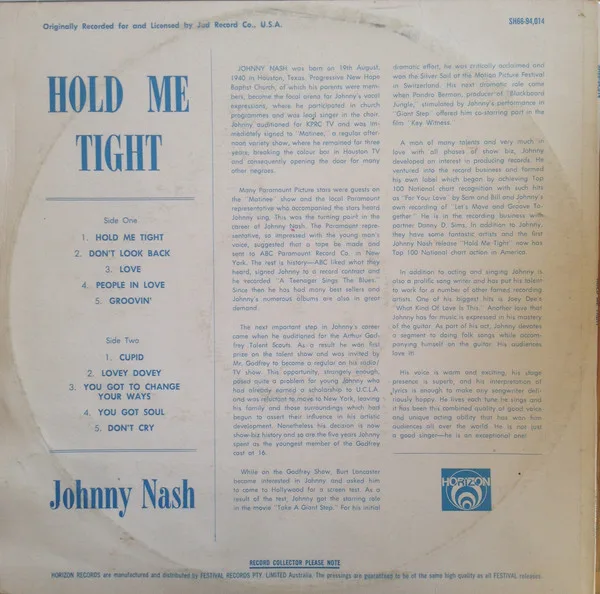 Originally Recorded for and Licensed by Jad Record Co., U.S.A.
SH66-94,014
HOLD ME
TIGHT
Side One
1. HOLD ME TIGHT
2. DON'T LOOK BACK
3. LOVE
4. PEOPLE IN LOVE
5. GROOVIN'
Side Two
1. CUPID
2. LOVEY DOVEY
3. YOU GOT TO CHANGE
YOUR WAYS
4. YOU GOT SOUL
5. DON'T CRY
Johnny Nash
JOHNNY NASH was born on 19th August,
1940 in Houston, Texas. Progressive New Hope
Baptist Church, of which his parents were mem-
bers, became the local arena for Johnny's vocal
expressions, where he participated in church
programmes and was lead singer in the choir.
Johnny auditioned for KPRC TV and was im-
mediately signed to "Matinee," a regular after-
noon variety show, where he remained for three
years, breaking the colour bar in Houston TV
and consequently opening the door for many
other negroes.
Many Paramount Picture stars were guests on
the "Matinee" show and the local Paramount
representative who accompanied the stars heard
Johnny sing. This was the turning point in the
career of Johnny Nash. The Paramount repre-
sentative, so impressed with the young man's
voice, suggested that a tape be made and
sent to ABC Paramount Record Co. in New
York. The rest is history—ABC liked what they
heard, signed Johnny to a record contract and
he recorded "A Teenager Sings The Blues."
Since then he has had many best sellers and
Johnny's numerous albums are also in great
demand.
The next important step in Johnny's career
came when he auditioned for the Arthur God-
frey Talent Scouts. As a result he won first
prize on the talent show and was invited by
Mr. Godfrey to become a regular on his radio/
TV show. This opportunity, strangely enough,
posed quite a problem for young Johnny who
had already earned a scholarship to U.C.L.A.
and was reluctant to move to New York, leaving
his family and those surroundings which had
begun to assert their influence in his artistic
development. Nonetheless his decision is now
show-biz history and so are the five years Johnny
spent as the youngest member of the Godfrey
cast at 16.
While on the Godfrey Show, Burt Lancaster
became interested in Johnny and asked him
to come to Hollywood for a screen test. As a
result of the test, Johnny got the starring role
in the movie "Take A Giant Step." For his initial
dramatic effort, he was critically acclaimed and
won the Silver Sail at the Motion Picture Festival
in Switzerland. His next dramatic role came
when Pandro Berman, producer of "Blackboard
Jungle," stimulated by Johnny's performance in
"Giant Step" offered him co-starring part in the
film "Key Witness."
A man of many talents and very much in
love with all phases of show biz, Johnny
developed an interest in producing records. He
ventured into the record business and formed
his own label which began by achieving Top
100 National chart recognition with such hits
as "For You Love" by Sam and Bill and Johnny's
own recording of "Let's Move and Groove To-
gether." He is in the recording business with
partner Danny D. Sims. In addition to Johnny,
they have some fantastic artists and the first
Johnny Nash release "Hold Me Tight" now has
Top 100 National chart action in America.
In addition to acting and singing Johnny is
also a prolific song writer and has put his talent
to work for a number of other famed recording
artists. One of his biggest hits is Joey Dee's
"What Kind Of Love Is This." Another love that
Johnny has for music is expressed in his mastery
of the guitar. As part of his act, Johnny devotes
a segment to doing folk songs while accom-
panying himself on the guitar. His audiences
love it!
His voice is warm and exciting, his stage
presence is superb, and his interpretation of
lyrics is enough to make any songwriter deli-
riously happy. He lives each tune he sings and
it has been this combined quality of good voice
and unique acting ability that has won him
audiences all over the world. He is not just
a good singer—he is an exceptional one.
HORIZON
RECORD COLLECTOR PLEASE NOTE
HORIZON RECORDS are manufactured and distributed by FESTIVAL RECORDS PTY. LIMITED Australia. The pressings are guaranteed to be of the same high quality as all FESTIVAL releases.